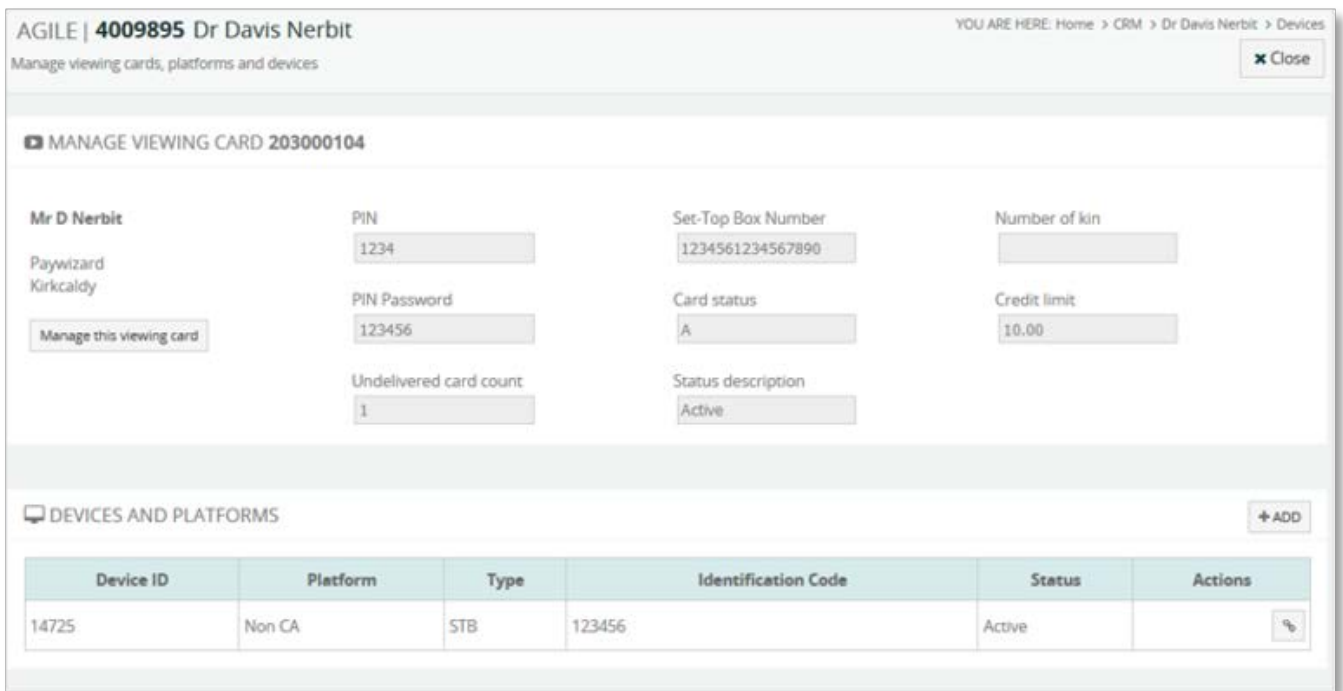 AGILE | 4009895 Dr Davis Nerbit
YOU ARE HERE: Home > CRM > Dr Davis Nerbit > Devices
Manage viewing cards, platforms and devices
✖ Close
MANAGE VIEWING CARD 203000104
Mr D Nerbit
Paywizard
Kirkcaldy
Manage this viewing card
PIN
1234
PIN Password
123456
Undelivered card count
1
Set-Top Box Number
1234561234567890
Card status
A
Status description
Active
Number of kin
Credit limit
10.00
DEVICES AND PLATFORMS
+ ADD
Device ID Platform Type Identification Code Status Actions
14725 Non CA STB 123456 Active